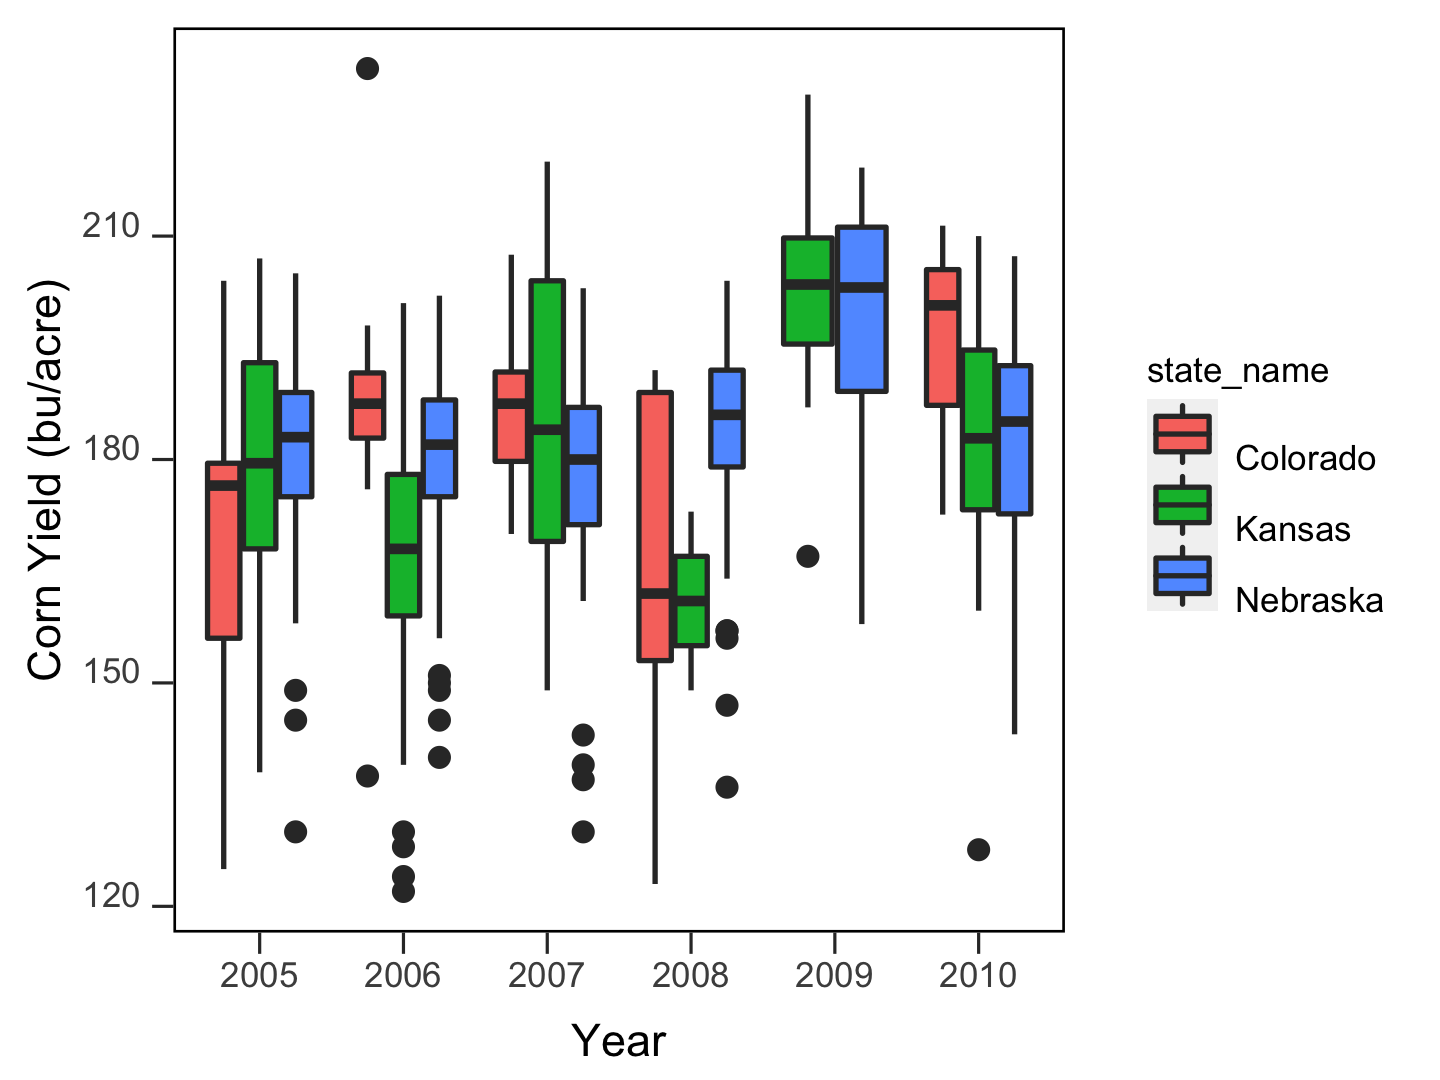 Corn Yield (bu/acre)
210
180
150
120
2005 2006 2007 2008 2009 2010
Year
state_name
Colorado
Kansas
Nebraska